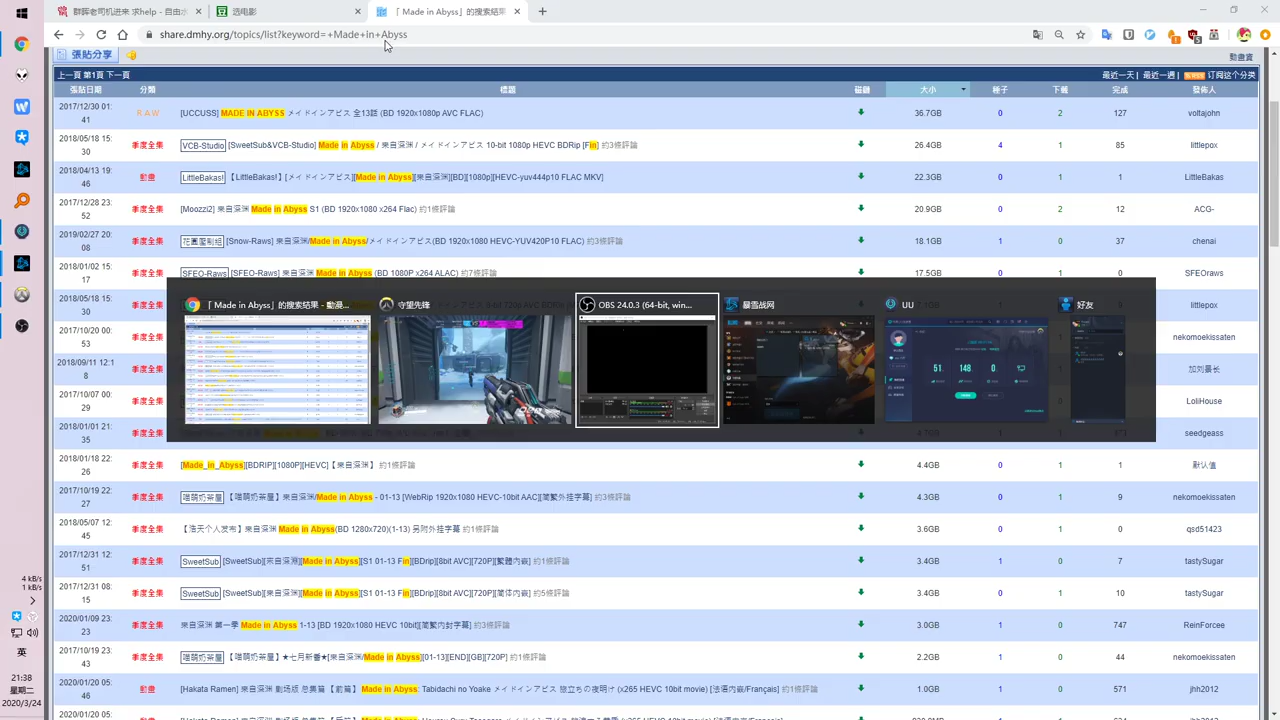 群辉老司机进来 求help - 自由水
选电影
「 Made in Abyss」的搜索結果
share.dmhy.org/topics/list?keyword=+Made+in+Abyss
張貼分享
動畫資
上一頁 第1頁 下一頁
最近一天 | 最近一週 | 订阅这个分类
張貼日期 分類 標題 磁鏈 大小 種子 下載 完成 發佈人
2017/12/30 01:41 RAW [UCCUSS] MADE IN ABYSS メイドインアビス 全13話 (BD 1920x1080p AVC FLAC) 36.7GB 0 2 127 voltajohn
2018/05/18 15:30 季度全集 VCB-Studio [SweetSub&VCB-Studio] Made in Abyss / 來自深渊 / メイドインアビス 10-bit 1080p HEVC BDRip [Fin] 約3條評論 26.4GB 4 1 85 littlepox
2018/04/13 19:46 動畫 LittleBakas! 【LittleBakas!】[メイドインアビス][Made in Abyss][來自深淵][BD][1080p][HEVC-yuv444p10 FLAC MKV] 22.3GB 0 1 1 LittleBakas
2017/12/28 23:52 季度全集 [Moozzi2] 來自深淵 Made in Abyss S1 (BD 1920x1080 x264 Flac) 約1條評論 20.9GB 0 2 12 ACG-
2019/02/27 20:08 季度全集 花園壓制組 [Snow-Raws] 來自深淵/Made in Abyss/メイドインアビス(BD 1920x1080 HEVC-YUV420P10 FLAC) 約3條評論 18.1GB 1 0 37 chenai
2018/01/02 15:17 季度全集 SFEO-Raws [SFEO-Raws] 來自深淵 Made in Abyss (BD 1080P x264 ALAC) 約7條評論 17.5GB SFEOraws
「 Made in Abyss」的搜索結果 - 動漫...
守望先锋
OBS 24.0.3 (64-bit, win...
暴雪战网
UU
好友
51 148 0
2018/05/18 15:30 季度全集 littlepox
2017/10/20 00:53 季度全集 nekomoekissaten
2018/09/11 12:18 季度全集 加刘景长
2017/10/07 00:29 季度全集 LoliHouse
2018/01/01 21:35 季度全集 seedgeass
2018/01/18 22:26 季度全集 [Made_in_Abyss][BDRIP][1080P][HEVC]【來自深淵】 約1條評論 4.4GB 0 1 1 默认值
2017/10/19 22:27 季度全集 喵萌奶茶屋 【喵萌奶茶屋】來自深淵/Made in Abyss - 01-13 [WebRip 1920x1080 HEVC-10bit AAC][简繁外挂字幕] 約3條評論 4.3GB 0 1 9 nekomoekissaten
2018/05/07 12:45 季度全集 【浩天个人发布】來自深渊 Made in Abyss(BD 1280x720)(1-13) 另附外挂字幕 約1條評論 3.6GB 0 1 0 qsd51423
2017/12/31 12:51 季度全集 SweetSub [SweetSub][來自深淵][Made in Abyss][S1 01-13 Fin][BDrip][8bit AVC][720P][繁體內嵌] 約1條評論 3.4GB 1 0 7 tastySugar
2017/12/31 08:15 季度全集 SweetSub [SweetSub][來自深淵][Made in Abyss][S1 01-13 Fin][BDrip][8bit AVC][720P][简体内嵌] 約5條評論 3.4GB 1 1 10 tastySugar
2020/01/09 23:23 季度全集 來自深淵 第一季 Made in Abyss 1-13 [BD 1920x1080 HEVC 10bit][简繁内封字幕] 約3條評論 3.0GB 1 0 747 ReinForcee
2017/10/19 23:43 季度全集 喵萌奶茶屋 【喵萌奶茶屋】★七月新番★[來自深淵/Made in Abyss][01-13][END][GB][720P] 約1條評論 2.2GB 1 0 44 nekomoekissaten
2020/01/20 05:46 動畫 [Hakata Ramen] 來自深淵 劇場版 总集篇 【前篇】 Made in Abyss: Tabidachi no Yoake メイドインアビス 旅立ちの夜明け (x265 HEVC 10bit movie) [法语内嵌/Français] 約1條評論 1.0GB 1 0 571 jhh2012
2020/01/20 05:
4 kB/s
1 kB/s
英
21:38
星期二
2020/3/24